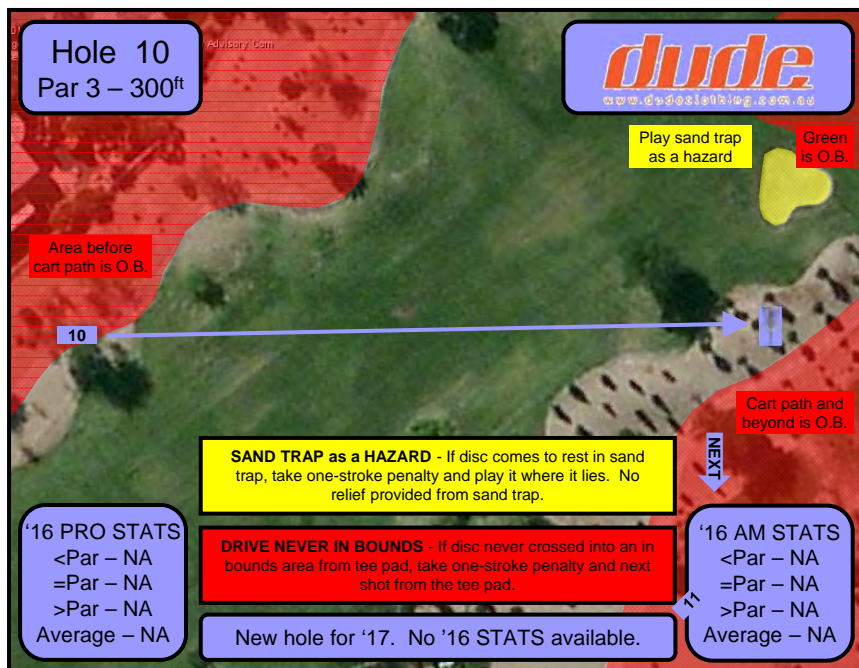 Hole 10
Par 3 – 300ft
Advisory Com
dude.
www.dudeclothing.com.au
Play sand trap
as a hazard
Green
is O.B.
Area before
cart path is O.B.
10
Cart path and
beyond is O.B.
NEXT
SAND TRAP as a HAZARD - If disc comes to rest in sand
trap, take one-stroke penalty and play it where it lies. No
relief provided from sand trap.
DRIVE NEVER IN BOUNDS - If disc never crossed into an in
bounds area from tee pad, take one-stroke penalty and next
shot from the tee pad.
New hole for ‘17. No ‘16 STATS available.
‘16 PRO STATS
<Par – NA
=Par – NA
>Par – NA
Average – NA
11
‘16 AM STATS
<Par – NA
=Par – NA
>Par – NA
Average – NA